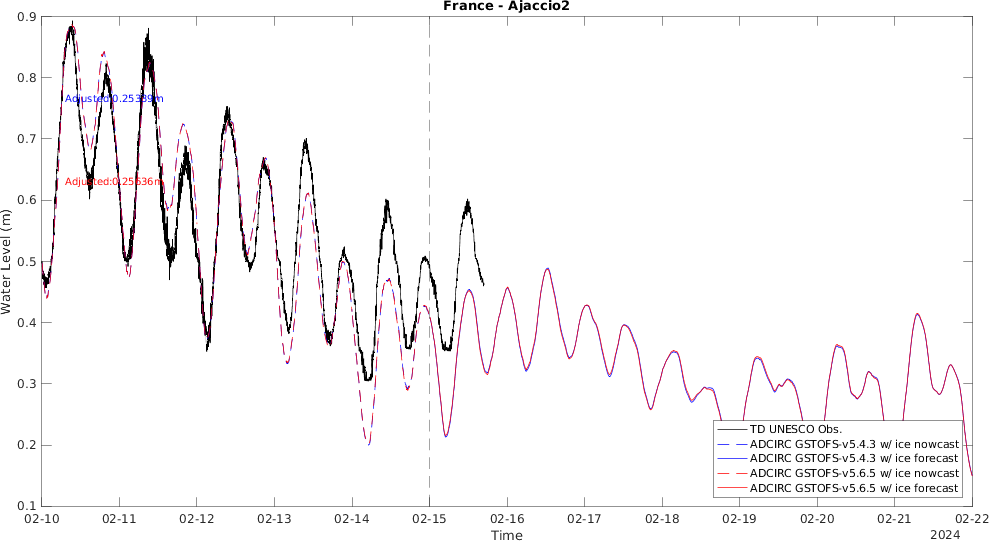 France - Ajaccio2
0.9
0.8
0.7
0.6
0.5
0.4
0.3
0.2
0.1
Water Level (m)
Adjusted:0.25389m
Adjusted:0.25636m
TD UNESCO Obs.
ADCIRC GSTOFS-v5.4.3 w/ ice nowcast
ADCIRC GSTOFS-v5.4.3 w/ ice forecast
ADCIRC GSTOFS-v5.6.5 w/ ice nowcast
ADCIRC GSTOFS-v5.6.5 w/ ice forecast
02-10 02-11 02-12 02-13 02-14 02-15 02-16 02-17 02-18 02-19 02-20 02-21 02-22
Time
2024